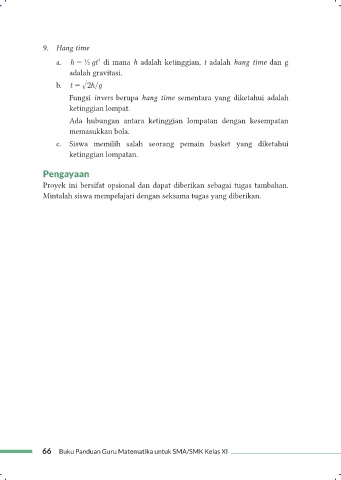 9. Hang time
a. h = ½ gt² di mana h adalah ketinggian, t adalah hang time dan g
adalah gravitasi.
b. t = √2h/g
Fungsi invers berupa hang time sementara yang diketahui adalah
ketinggian lompat.
Ada hubungan antara ketinggian lompatan dengan kesempatan
memasukkan bola.
c. Siswa memilih salah seorang pemain basket yang diketahui
ketinggian lompatan.
Pengayaan
Proyek ini bersifat opsional dan dapat diberikan sebagai tugas tambahan.
Mintalah siswa mempelajari dengan seksama tugas yang diberikan.
66 Buku Panduan Guru Matematika untuk SMA/SMK Kelas XI